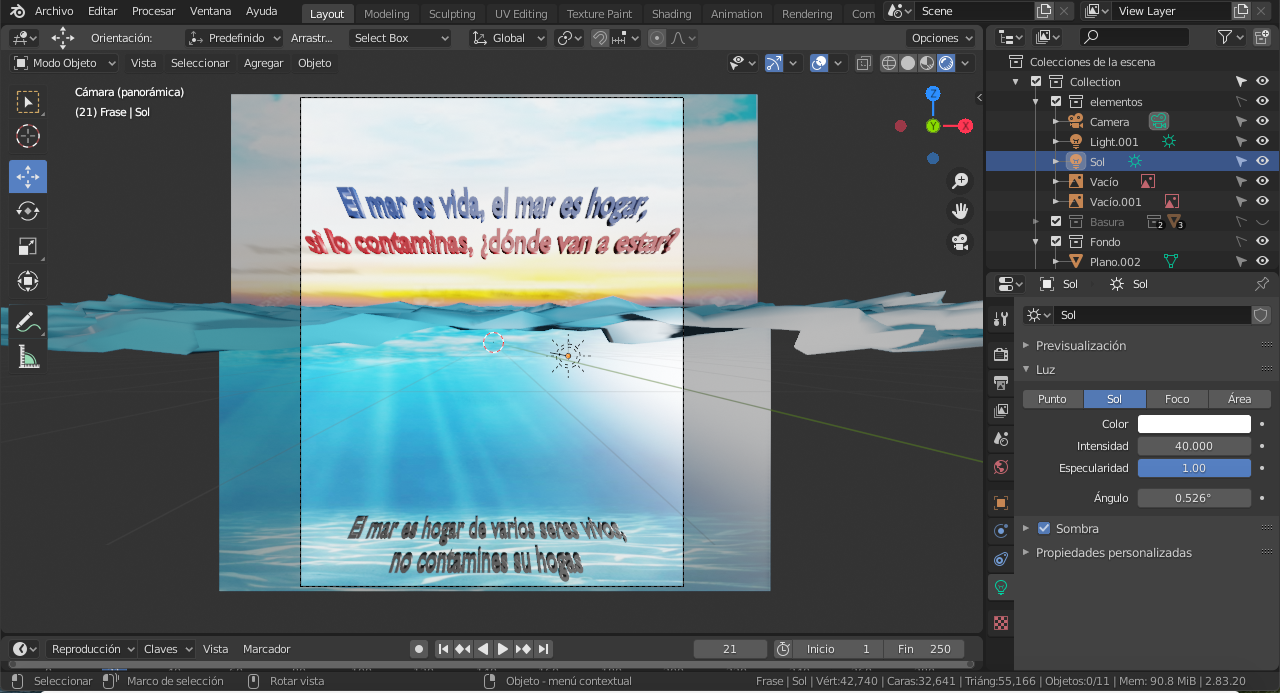 Archivo Editar Procesar Ventana Ayuda Layout Modeling Sculpting UV Editing Texture Paint Shading Animation Rendering Com Scene View Layer
Orientación: Predefinido Arrastr... Select Box Global Opciones
Modo Objeto Vista Seleccionar Agregar Objeto
Cámara (panorámica)
(21) Frase | Sol
Z
Y
X
El mar es vida, el mar es hogar,
si lo contaminas, ¿dónde van a estar?
El mar es hogar de varios seres vivos,
no contamines su hogas
Colecciones de la escena
Collection
elementos
Camera
Light.001
Sol
Vacío
Vacío.001
Basura 2 3
Fondo
Plano.002
Sol Sol
Sol
Previsualización
Luz
Punto Sol Foco Área
Color
Intensidad 40.000
Especularidad 1.00
Ángulo 0.526°
Sombra
Propiedades personalizadas
Reproducción Claves Vista Marcador 21 Inicio 1 Fin 250
Seleccionar Marco de selección Rotar vista Objeto - menú contextual Frase | Sol | Vért:42,740 | Caras:32,641 | Triáng:55,166 | Objetos:0/11 | Mem: 90.8 MiB | 2.83.20